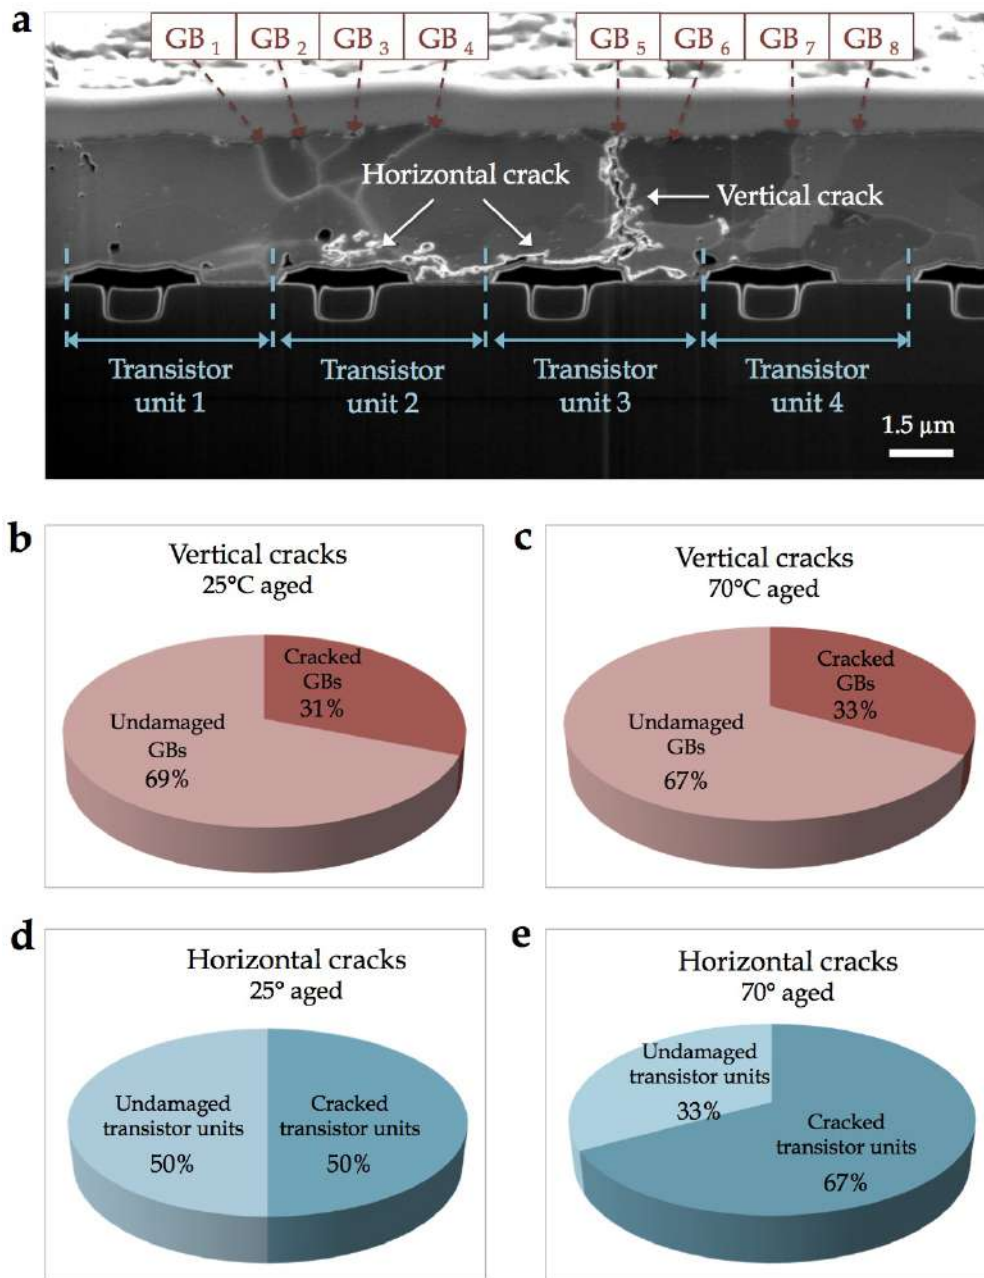 a
GB 1 GB 2 GB 3 GB 4 GB 5 GB 6 GB 7 GB 8
Horizontal crack
Vertical crack
Transistor unit 1
Transistor unit 2
Transistor unit 3
Transistor unit 4
1.5 µm
b
Vertical cracks
25°C aged
Cracked
GBs
31%
Undamaged
GBs
69%
c
Vertical cracks
70°C aged
Cracked
GBs
33%
Undamaged
GBs
67%
d
Horizontal cracks
25° aged
Undamaged
transistor units
50%
Cracked
transistor units
50%
e
Horizontal cracks
70° aged
Undamaged
transistor units
33%
Cracked
transistor units
67%